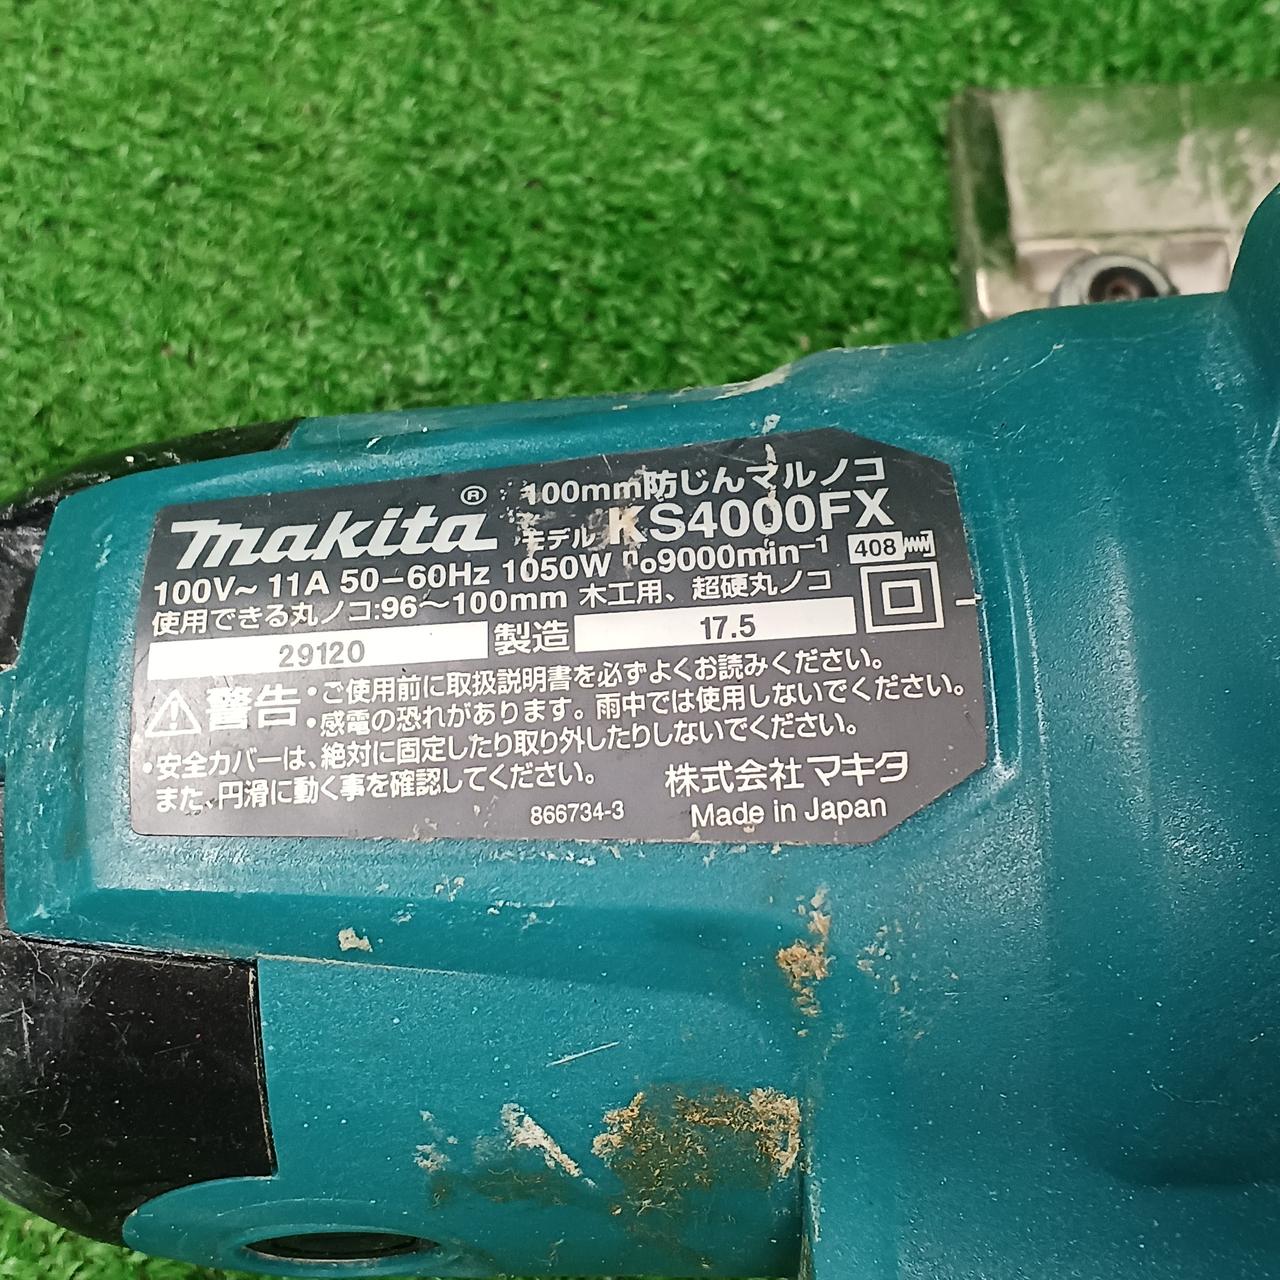 makita® 100mm防じんマルノコ
モデル KS4000FX
100V～ 11A 50－60Hz 1050W n₀9000min⁻¹ 408
使用できる丸ノコ:96～100mm 木工用、超硬丸ノコ
29120 製造 17.5
警告 ・ご使用前に取扱説明書を必ずよくお読みください。
・感電の恐れがあります。雨中では使用しないでください。
・安全カバーは、絶対に固定したり取り外したりしないでください。
また、円滑に動く事を確認してください。
株式会社マキタ
866734-3 Made in Japan